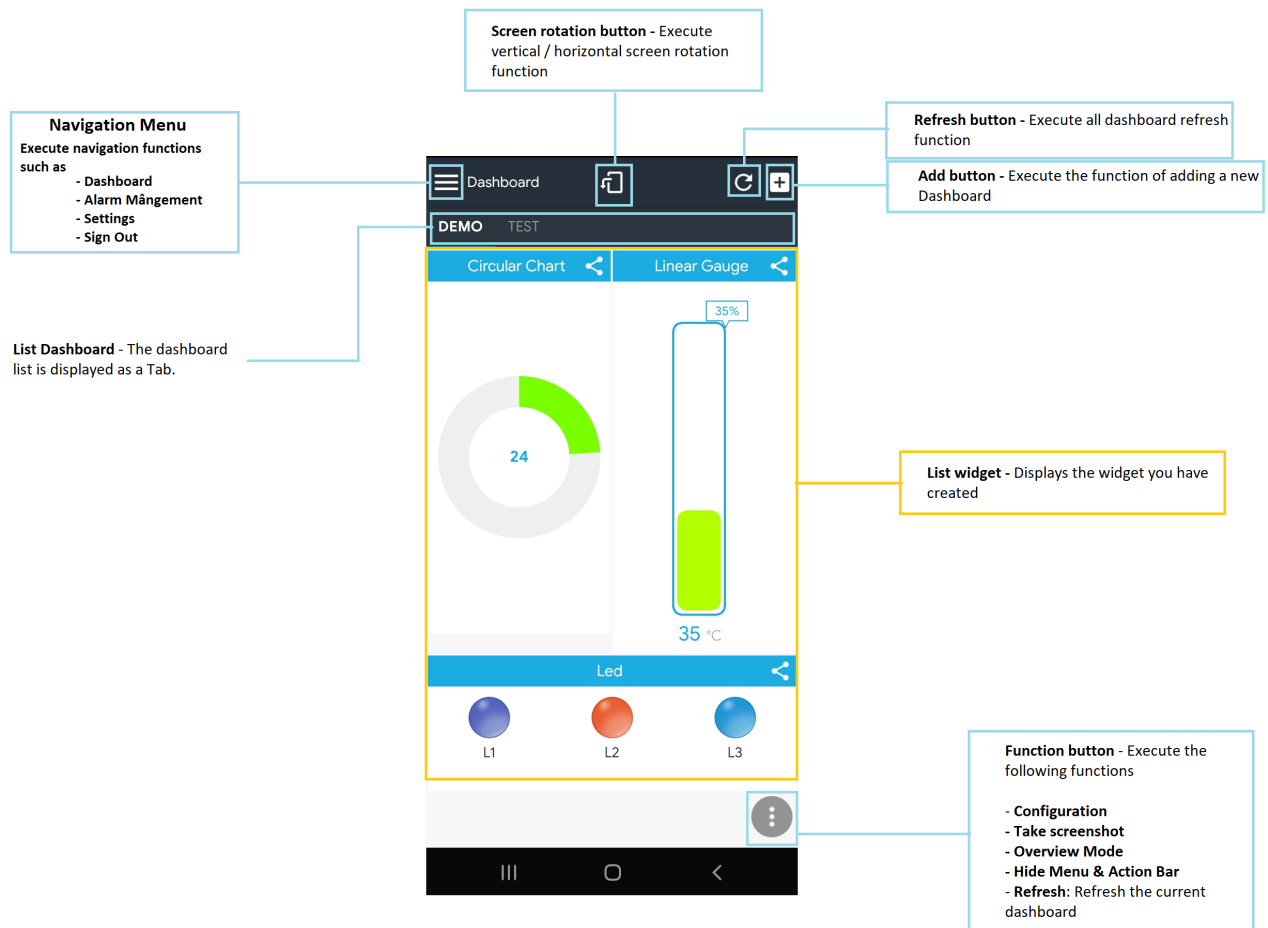 Screen rotation button - Execute
vertical / horizontal screen rotation
function
Navigation Menu
Execute navigation functions
such as
- Dashboard
- Alarm Mângement
- Settings
- Sign Out
Refresh button - Execute all dashboard refresh
function
Add button - Execute the function of adding a new
Dashboard
Dashboard
DEMO TEST
Circular Chart
Linear Gauge
35%
24
35 °C
List Dashboard - The dashboard
list is displayed as a Tab.
List widget - Displays the widget you have
created
Led
L1 L2 L3
Function button - Execute the
following functions
- Configuration
- Take screenshot
- Overview Mode
- Hide Menu & Action Bar
- Refresh: Refresh the current
dashboard